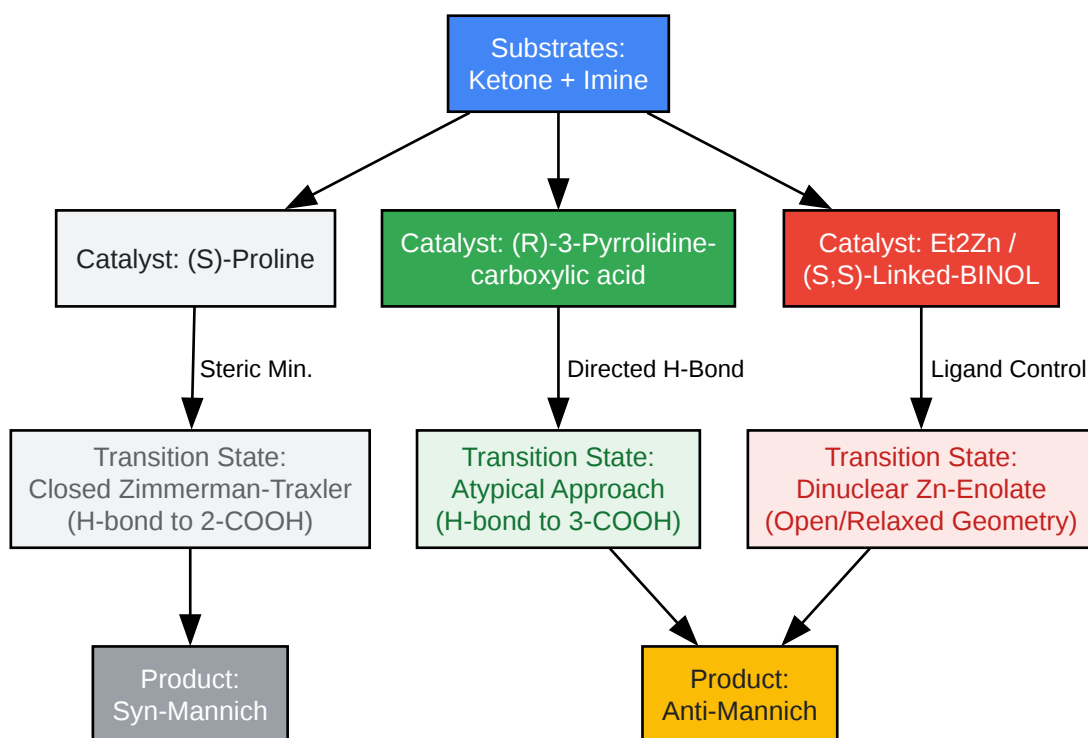 Substrates:
Ketone + Imine
Catalyst: (S)-Proline
Catalyst: (R)-3-Pyrrolidine-
carboxylic acid
Catalyst: Et2Zn /
(S,S)-Linked-BINOL
Steric Min.
Directed H-Bond
Ligand Control
Transition State:
Closed Zimmerman-Traxler
(H-bond to 2-COOH)
Transition State:
Atypical Approach
(H-bond to 3-COOH)
Transition State:
Dinuclear Zn-Enolate
(Open/Relaxed Geometry)
Product:
Syn-Mannich
Product:
Anti-Mannich